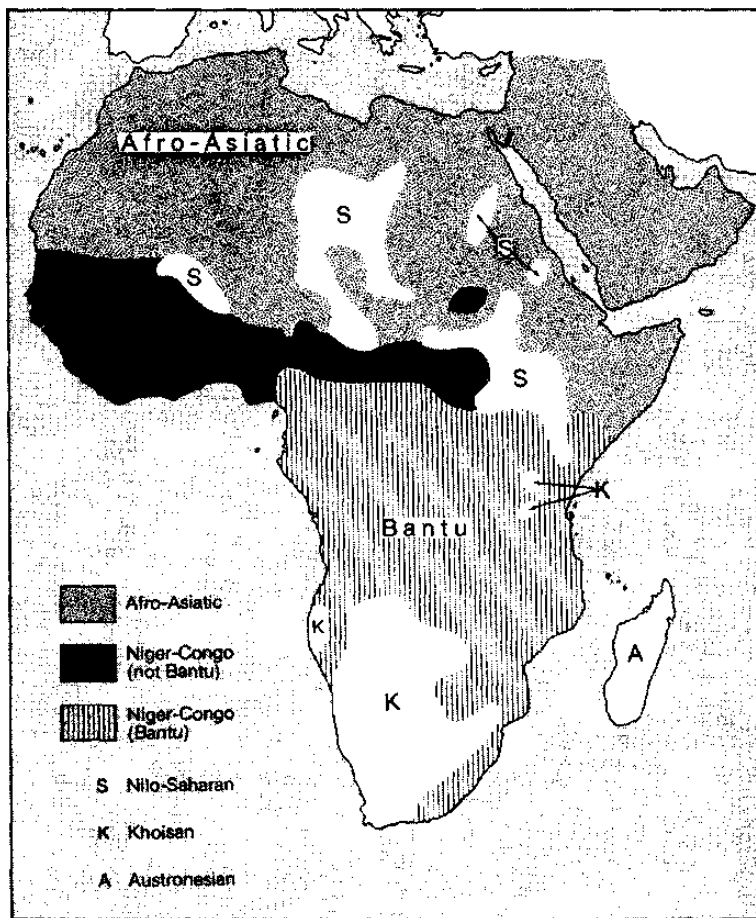 Afro-Asiatic
S
S
S
S
K
Bantu
K
A
K
Afro-Asiatic
Niger-Congo
(not Bantu)
Niger-Congo
(Bantu)
S Nilo-Saharan
K Khoisan
A Austronesian